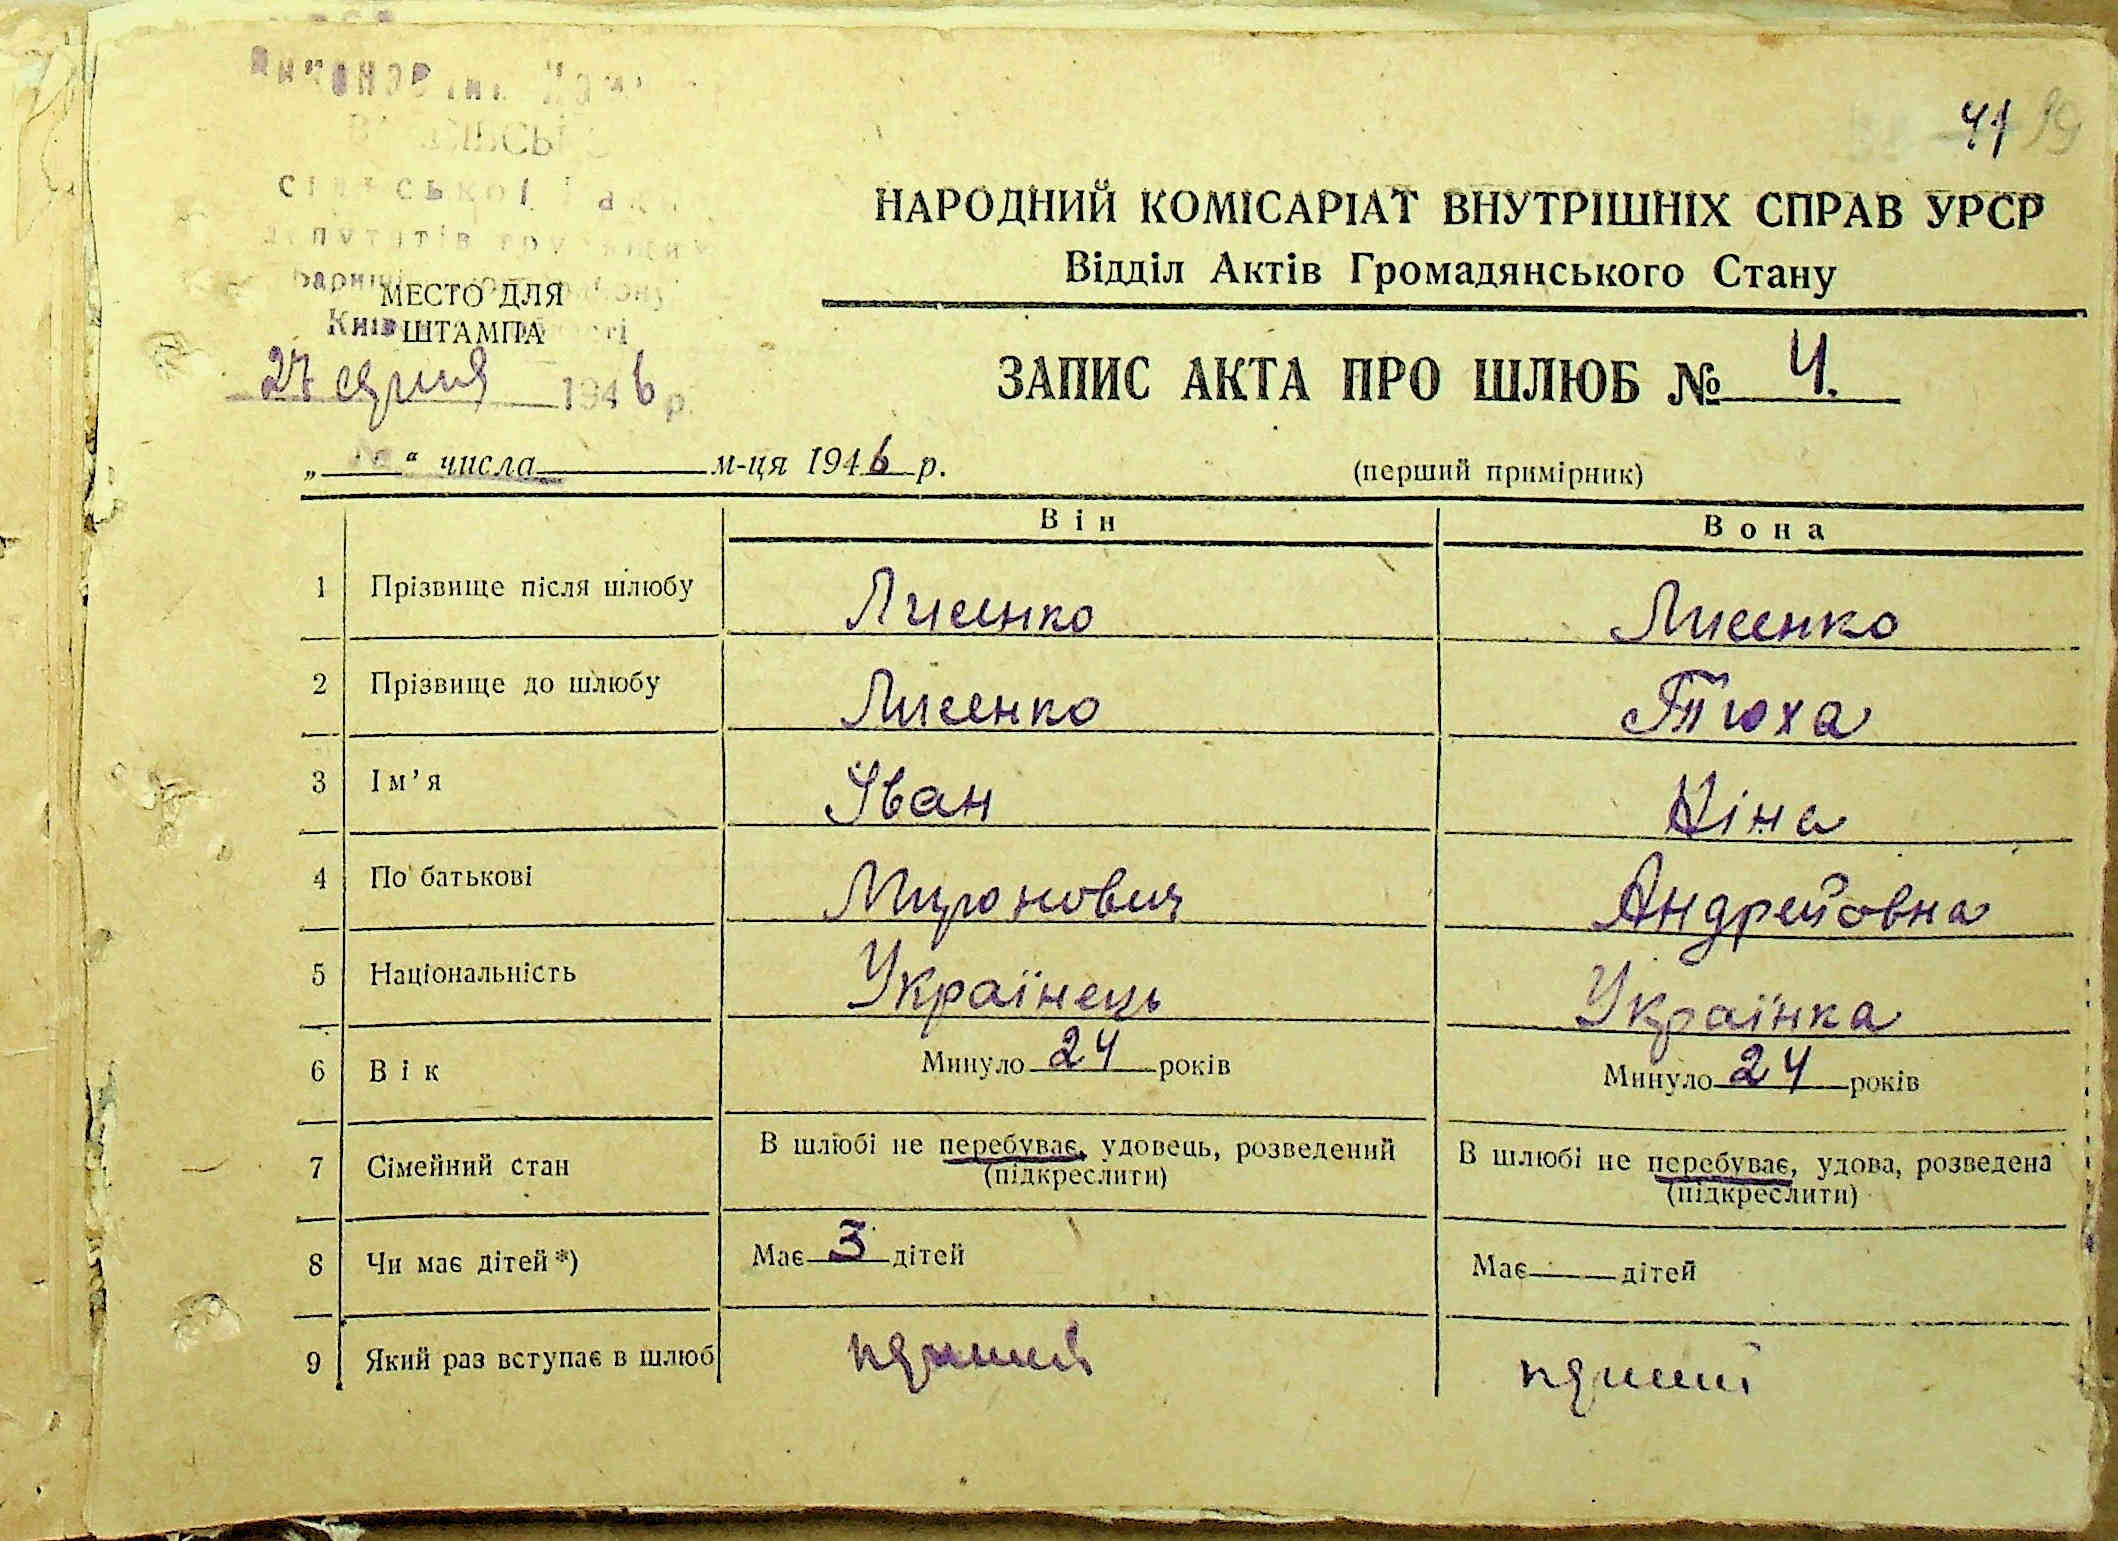 41
НАРОДНИЙ КОМІСАРІАТ ВНУТРІШНІХ СПРАВ УРСР
Відділ Актів Громадянського Стану
МЕСТО ДЛЯ
ШТАМПА
27 серпня 1946 р.
ЗАПИС АКТА ПРО ШЛЮБ № 4.
„ “ числа м-ця 1946 р.
(перший примірник)
Він Вона
1 Прізвище після шлюбу Лисенко Лисенко
2 Прізвище до шлюбу Лисенко Тюха
3 Ім’я Іван Ніна
4 По батькові Миронович Андрейовна
5 Національність Українець Українка
6 Вік Минуло 24 років Минуло 24 років
7 Сімейний стан В шлюбі не перебуває, удовець, розведений В шлюбі не перебуває, удова, розведена
(підкреслити) (підкреслити)
8 Чи має дітей*) Має 3 дітей Має дітей
9 Який раз вступає в шлюб